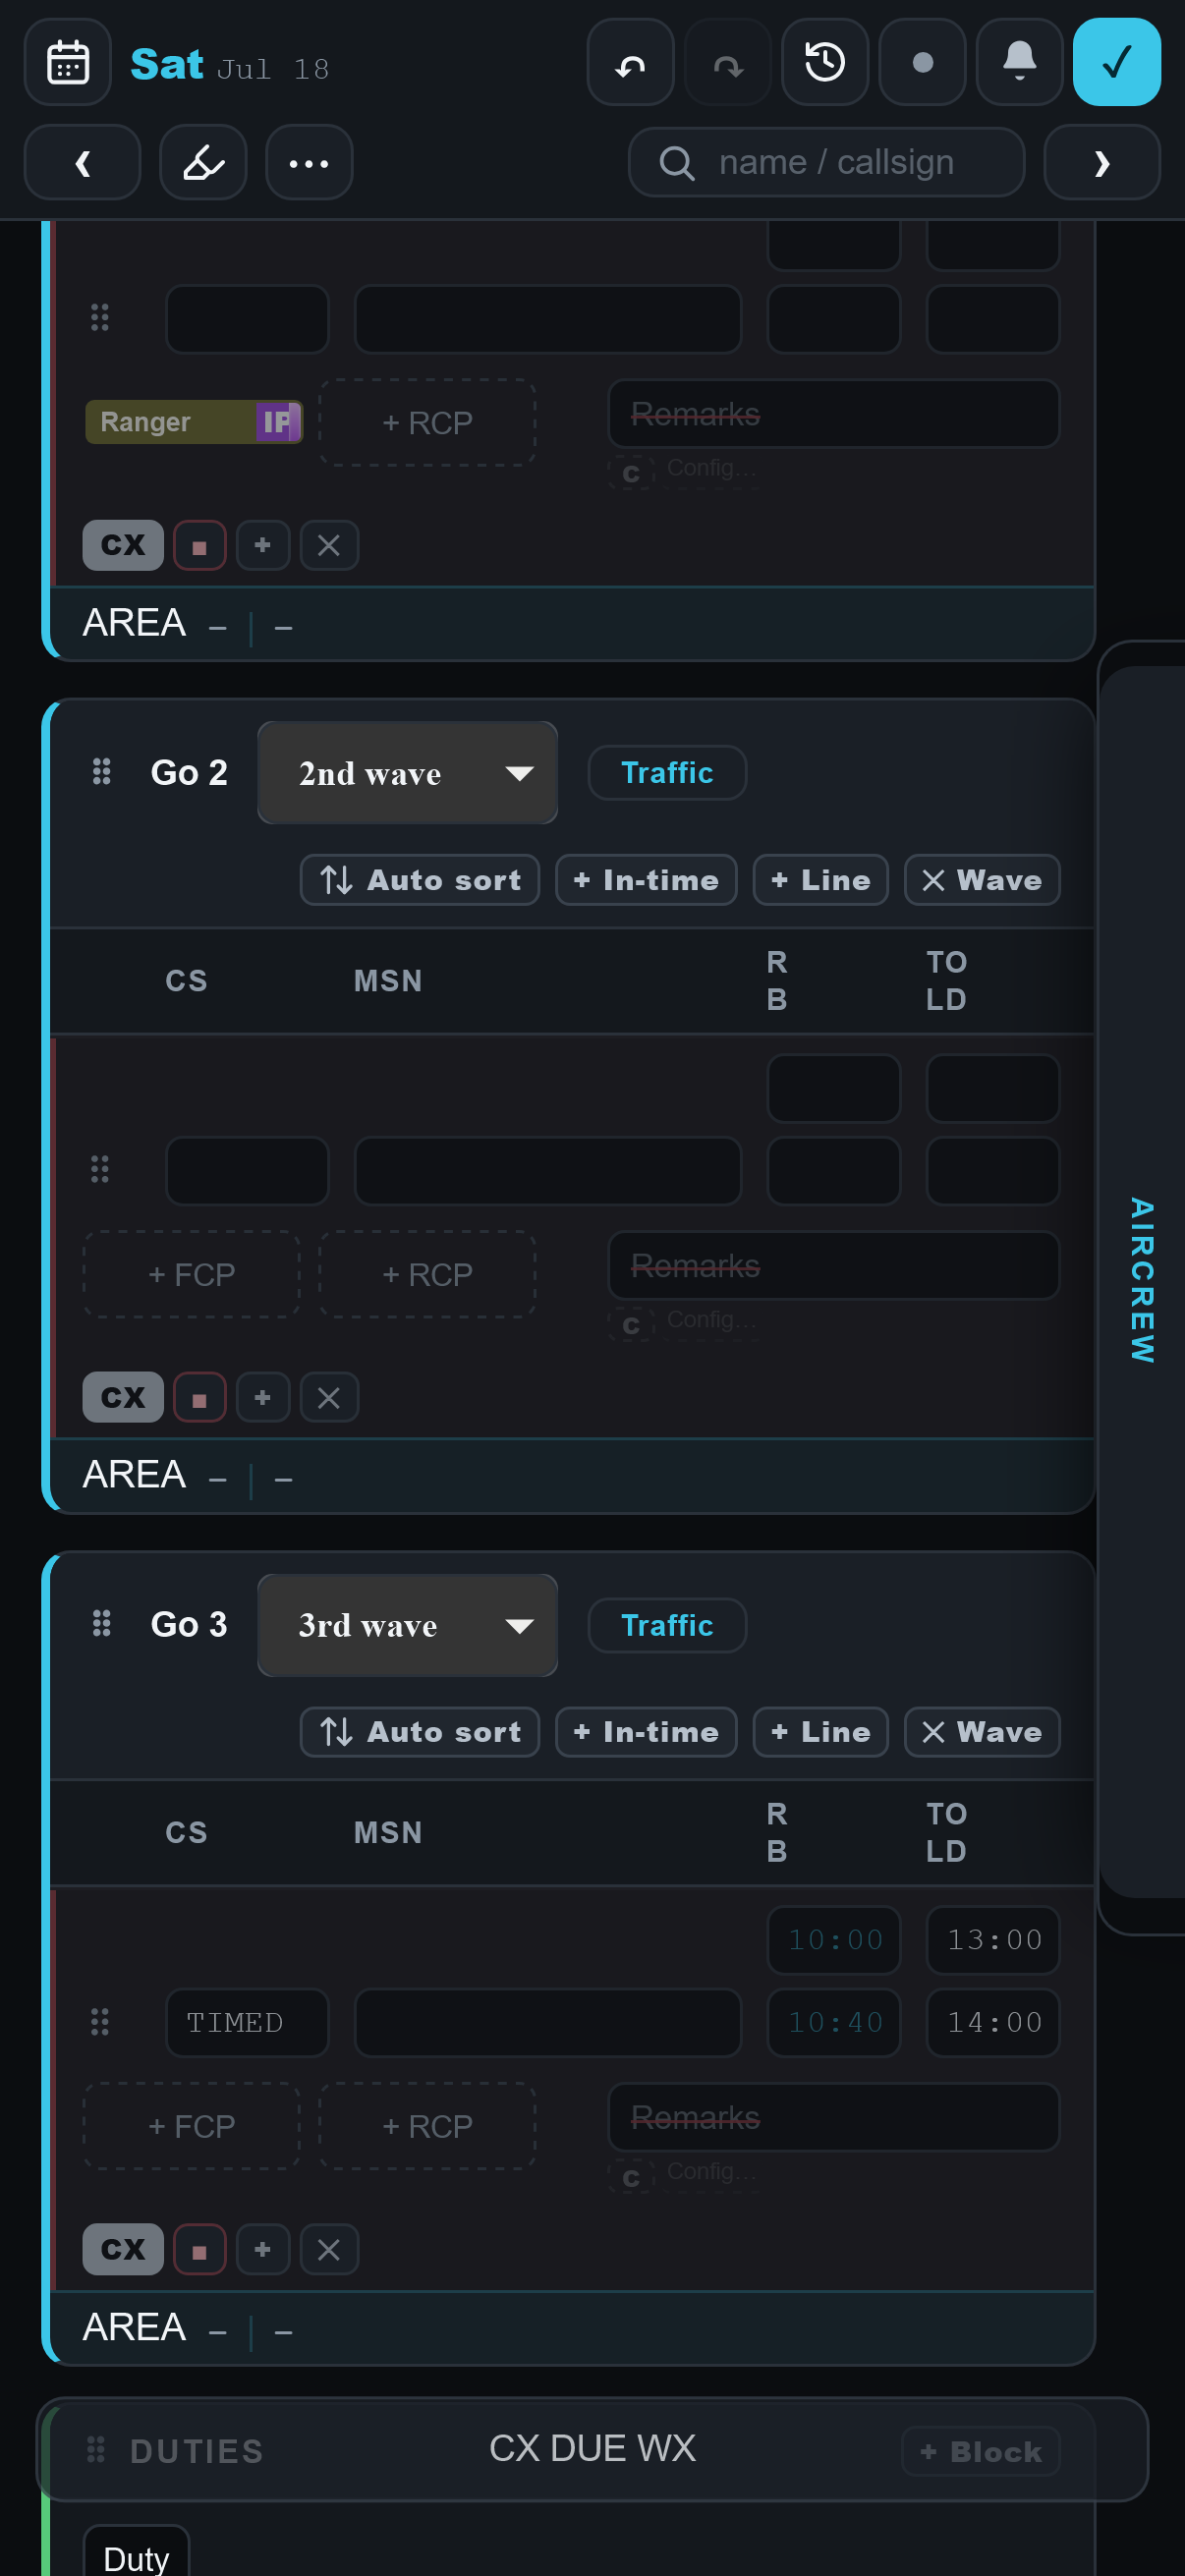 Sat Jul 18
name / callsign
Ranger IP + RCP Remarks
C Config...
CX + ×
AREA – | –
Go 2 2nd wave Traffic
Auto sort + In-time + Line × Wave
CS MSN R TO
B LD
+ FCP + RCP Remarks
C Config...
CX + ×
AREA – | –
AIRCREW
Go 3 3rd wave Traffic
Auto sort + In-time + Line × Wave
CS MSN R TO
B LD
10:00 13:00
TIMED 10:40 14:00
+ FCP + RCP Remarks
C Config...
CX + ×
AREA – | –
DUTIES CX DUE WX + Block
Duty